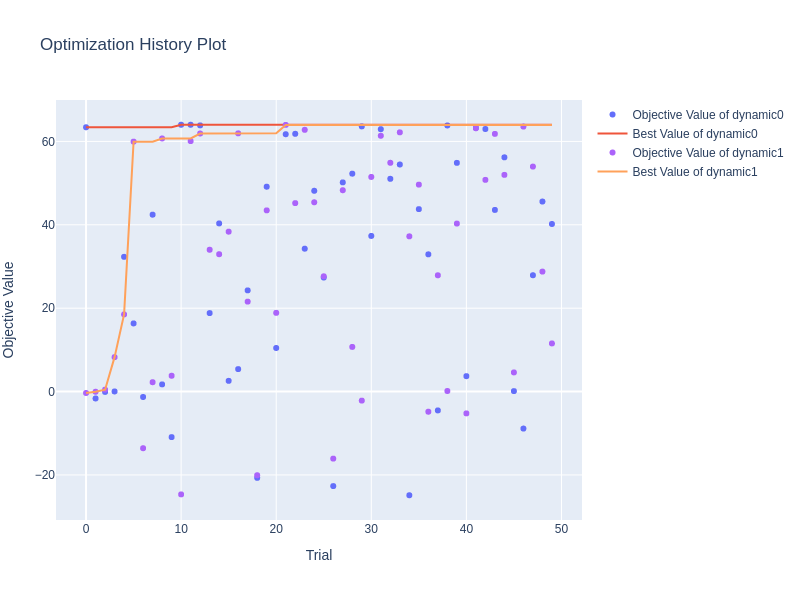 Optimization History Plot
Objective Value of dynamic0
Best Value of dynamic0
Objective Value of dynamic1
Best Value of dynamic1
60
40
20
0
−20
Objective Value
0 10 20 30 40 50
Trial